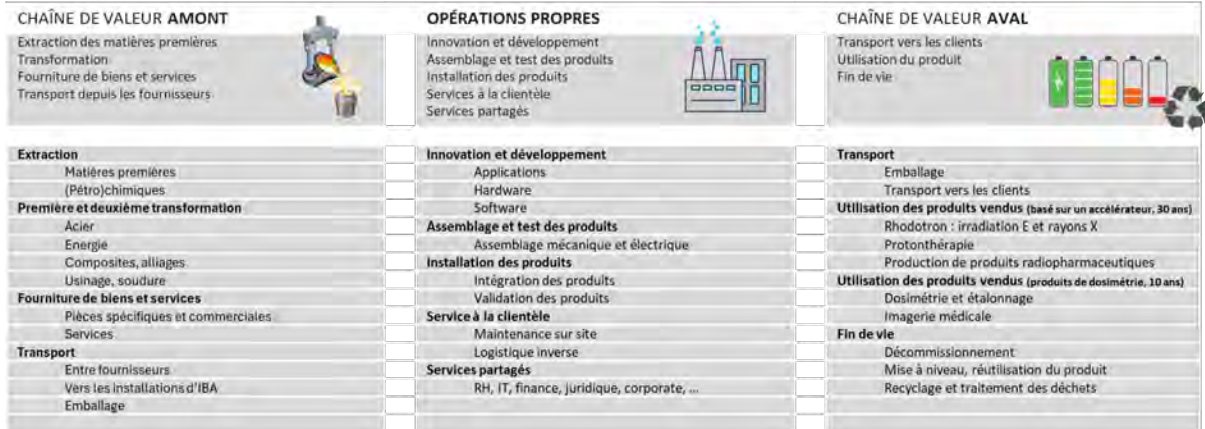 CHAÎNE DE VALEUR AMONT
Extraction des matières premières
Transformation
Fourniture de biens et services
Transport depuis les fournisseurs
OPÉRATIONS PROPRES
Innovation et développement
Assemblage et test des produits
Installation des produits
Services à la clientèle
Services partagés
CHAÎNE DE VALEUR AVAL
Transport vers les clients
Utilisation du produit
Fin de vie
Extraction
Matières premières
(Pétro)chimiques
Première et deuxième transformation
Acier
Energie
Composites, alliages
Usinage, soudure
Fourniture de biens et services
Pièces spécifiques et commerciales
Services
Transport
Entre fournisseurs
Vers les installations d'IBA
Emballage
Innovation et développement
Applications
Hardware
Software
Assemblage et test des produits
Assemblage mécanique et électrique
Installation des produits
Intégration des produits
Validation des produits
Service à la clientèle
Maintenance sur site
Logistique inverse
Services partagés
RH, IT, finance, juridique, corporate, ...
Transport
Emballage
Transport vers les clients
Utilisation des produits vendus (basé sur un accélérateur, 30 ans)
Rhodotron : irradiation E et rayons X
Protonthérapie
Production de produits radiopharmaceutiques
Utilisation des produits vendus (produits de dosimétrie, 10 ans)
Dosimétrie et étalonnage
Imagerie médicale
Fin de vie
Décommissionnement
Mise à niveau, réutilisation du produit
Recyclage et traitement des déchets